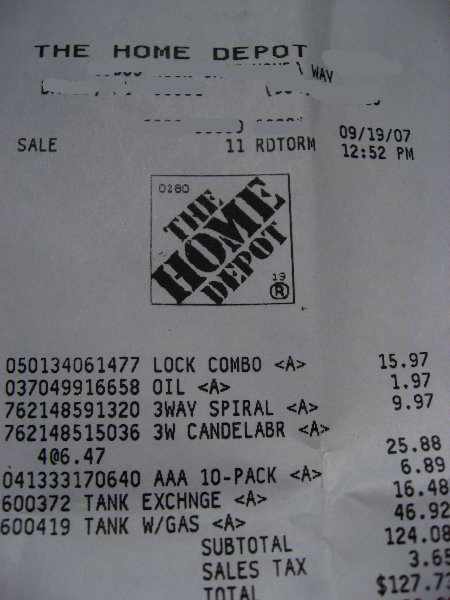 THE HOME DEPOT
WAY
09/19/07
SALE 11 RDTORM 12:52 PM
0280
THE
HOME
DEPOT
19
®
050134061477 LOCK COMBO <A> 15.97
037049916658 OIL <A> 1.97
762148591320 3WAY SPIRAL <A> 9.97
762148515036 3W CANDELABR <A>
4@6.47 25.88
041333170640 AAA 10-PACK <A> 6.89
600372 TANK EXCHNGE <A> 16.48
600419 TANK W/GAS <A> 46.92
SUBTOTAL 124.08
SALES TAX 3.65
TOTAL $127.73